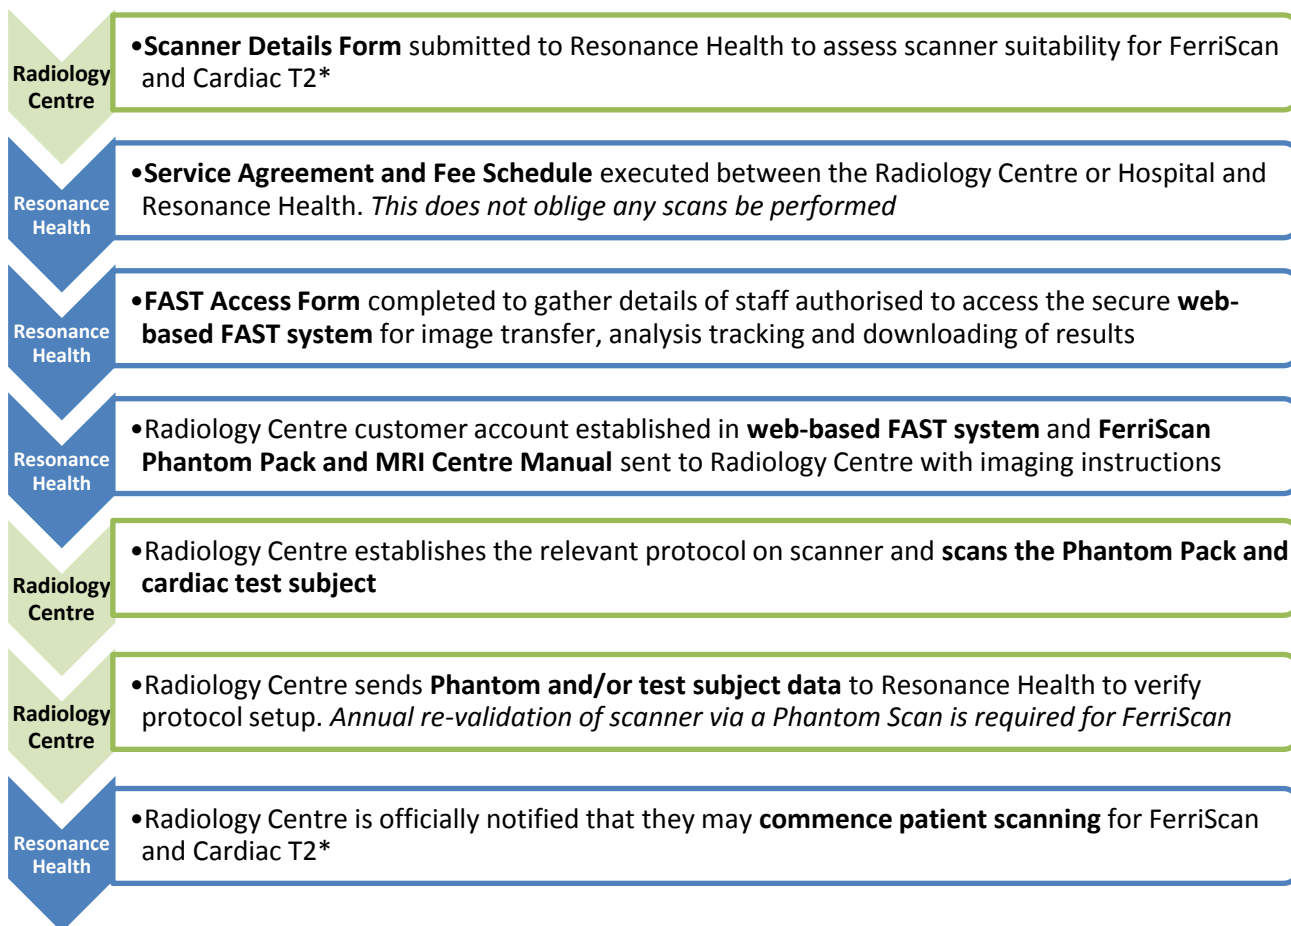 Radiology
Centre
•Scanner Details Form submitted to Resonance Health to assess scanner suitability for FerriScan
and Cardiac T2*
Resonance
Health
•Service Agreement and Fee Schedule executed between the Radiology Centre or Hospital and
Resonance Health. This does not oblige any scans be performed
Resonance
Health
•FAST Access Form completed to gather details of staff authorised to access the secure web-
based FAST system for image transfer, analysis tracking and downloading of results
Resonance
Health
•Radiology Centre customer account established in web-based FAST system and FerriScan
Phantom Pack and MRI Centre Manual sent to Radiology Centre with imaging instructions
Radiology
Centre
•Radiology Centre establishes the relevant protocol on scanner and scans the Phantom Pack and
cardiac test subject
Radiology
Centre
•Radiology Centre sends Phantom and/or test subject data to Resonance Health to verify
protocol setup. Annual re-validation of scanner via a Phantom Scan is required for FerriScan
Resonance
Health
•Radiology Centre is officially notified that they may commence patient scanning for FerriScan
and Cardiac T2*